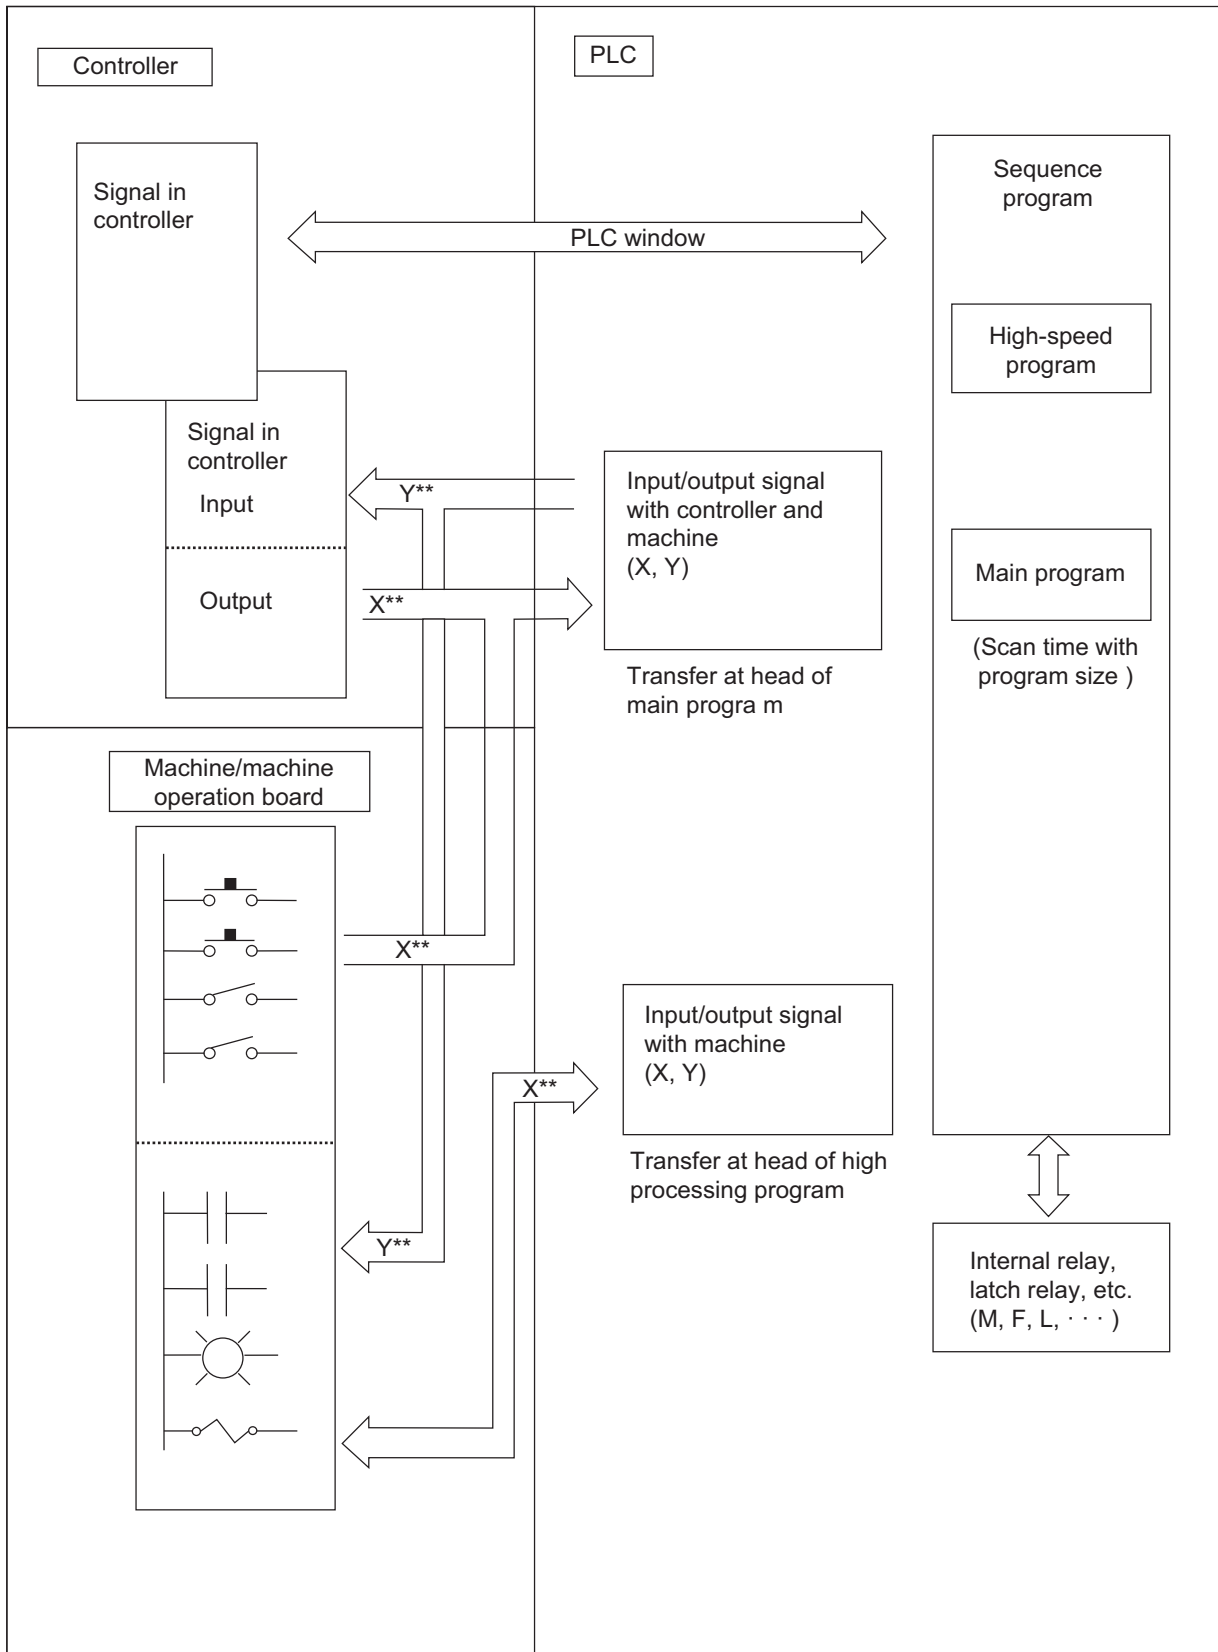 Controller
PLC
Signal in
controller
PLC window
Sequence
program
High-speed
program
Signal in
controller
Input
Output
Y**
X**
Input/output signal
with controller and
machine
(X, Y)
Transfer at head of
main progra m
Main program
(Scan time with
program size )
Machine/machine
operation board
X**
Y**
X**
Input/output signal
with machine
(X, Y)
Transfer at head of high
processing program
Internal relay,
latch relay, etc.
(M, F, L, · · · )